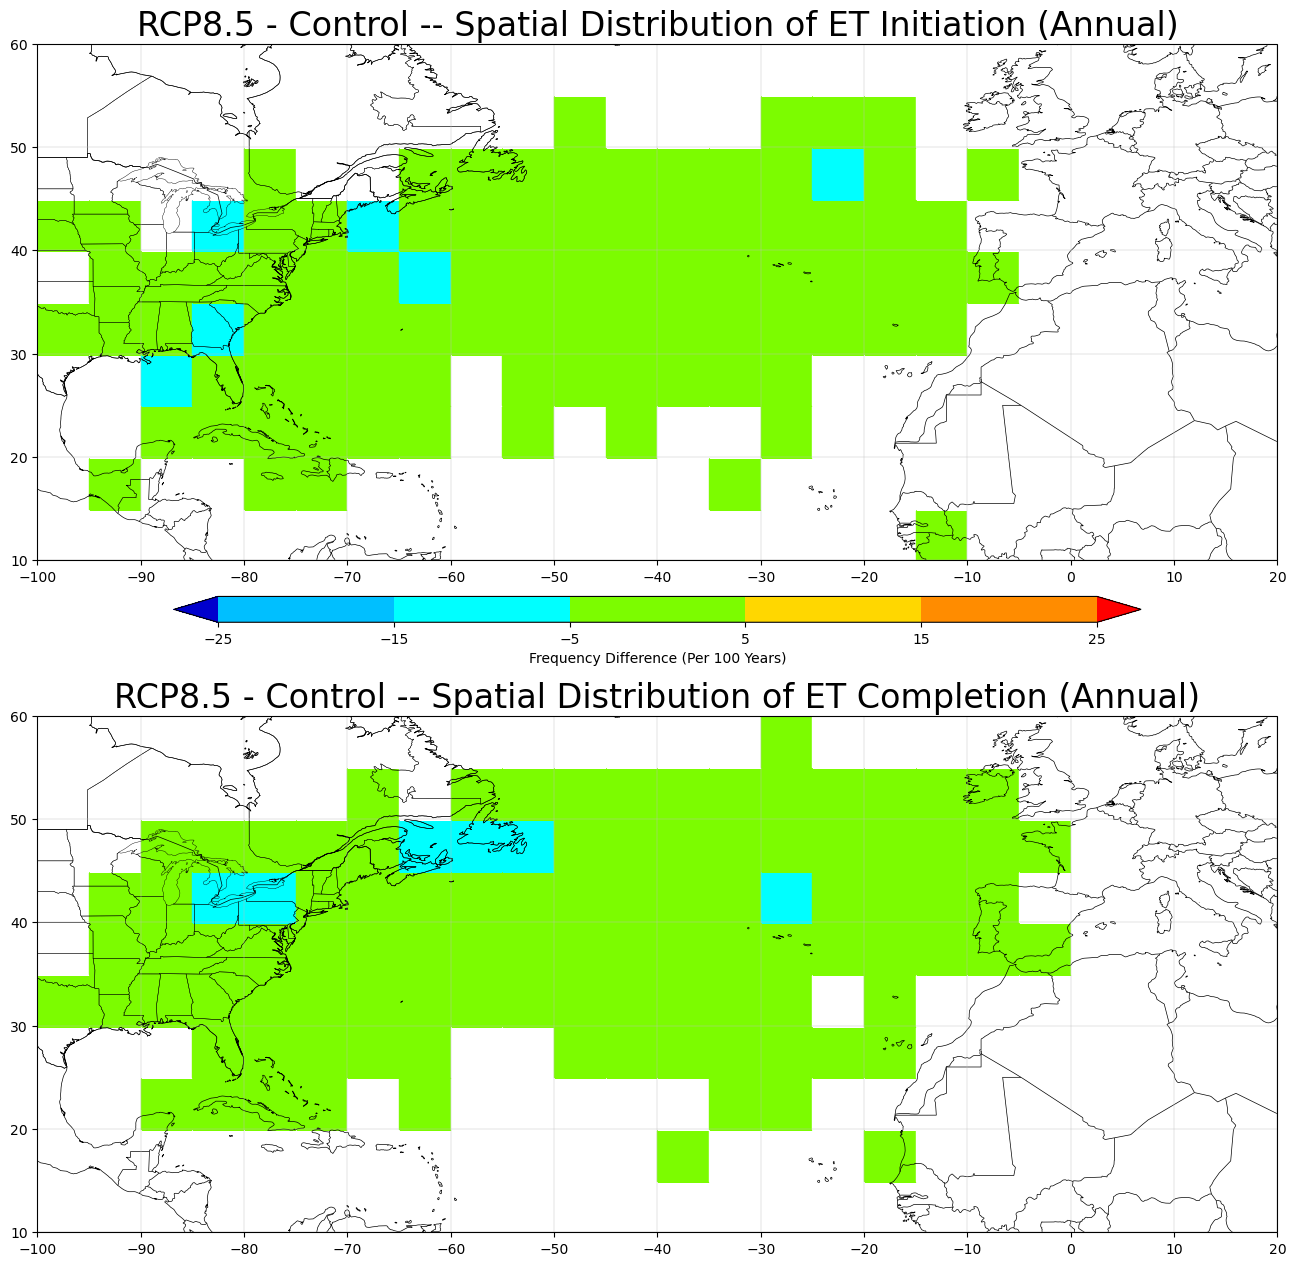 RCP8.5 - Control -- Spatial Distribution of ET Initiation (Annual)
60
50
40
30
20
10
−100 −90 −80 −70 −60 −50 −40 −30 −20 −10 0 10 20
−25 −15 −5 5 15 25
Frequency Difference (Per 100 Years)
RCP8.5 - Control -- Spatial Distribution of ET Completion (Annual)
60
50
40
30
20
10
−100 −90 −80 −70 −60 −50 −40 −30 −20 −10 0 10 20